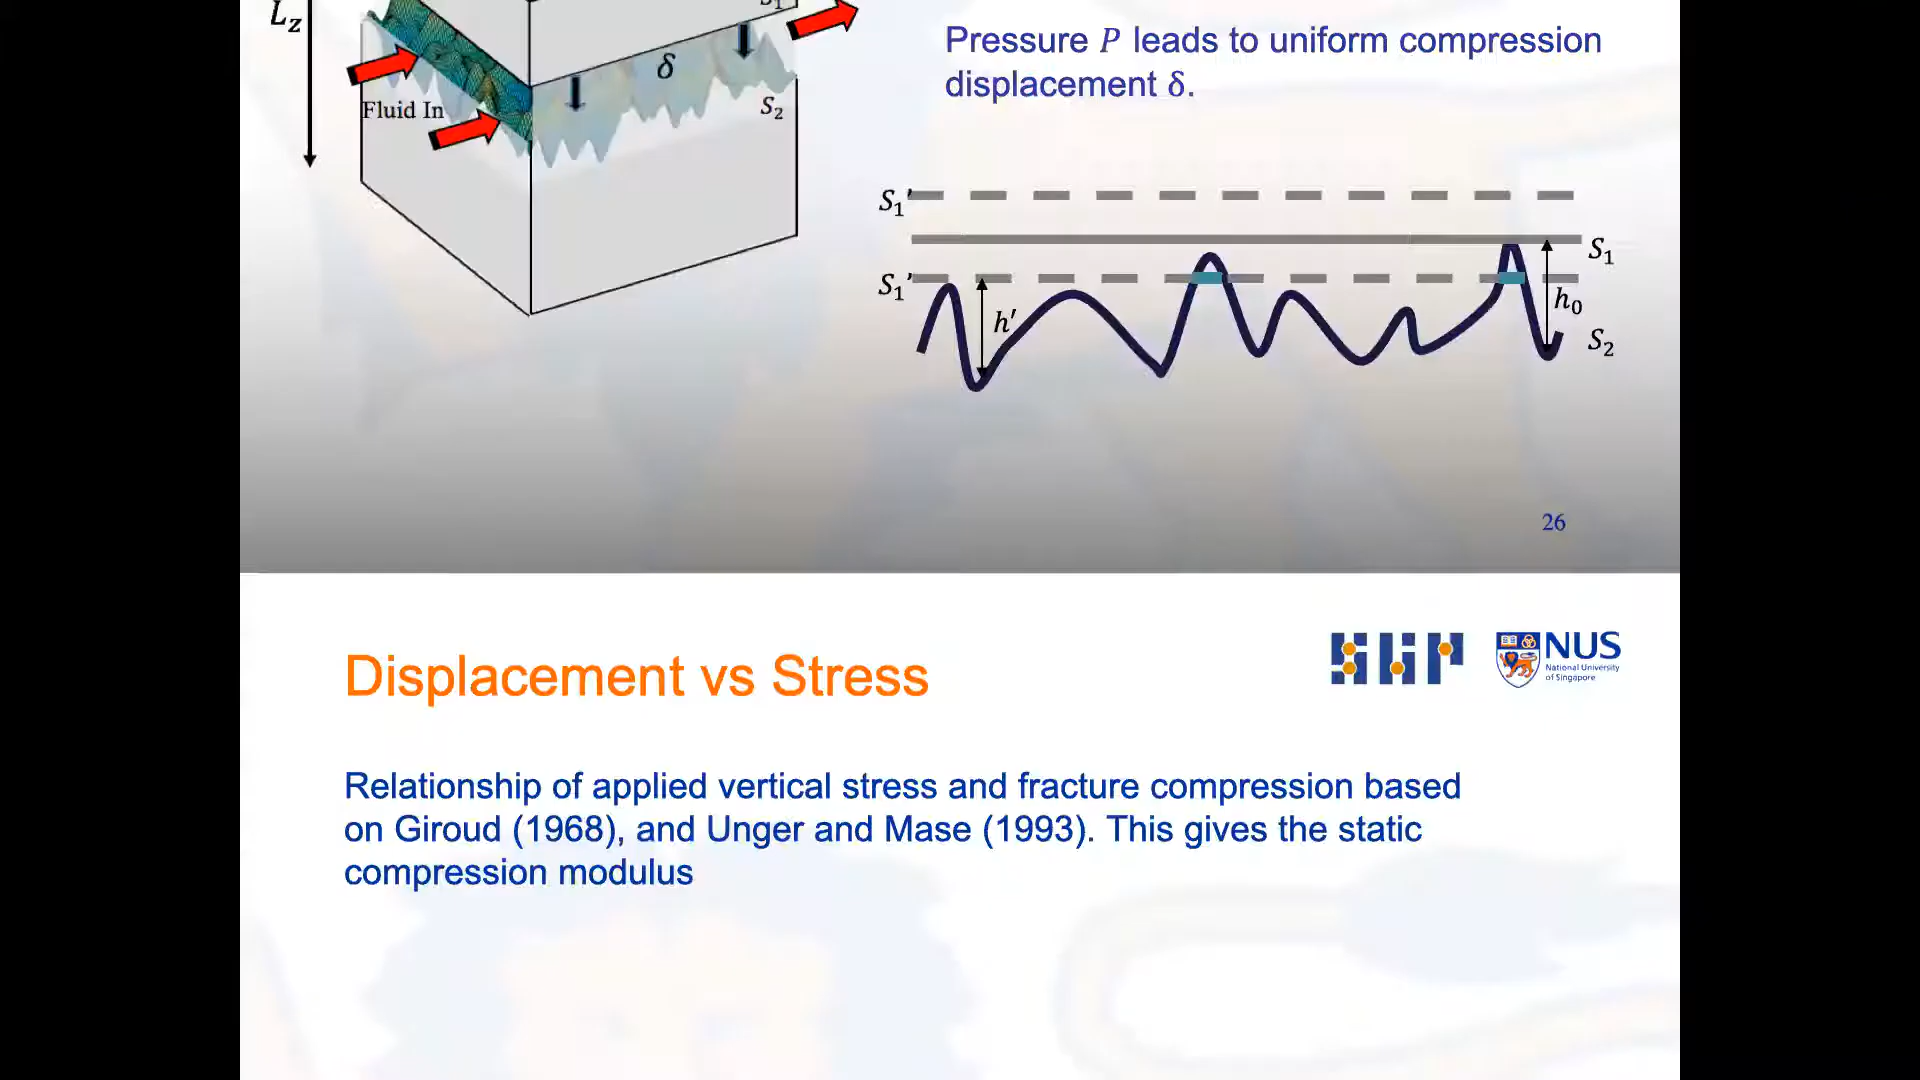 L_z
S_1
Pressure P leads to uniform compression
displacement δ.
δ
Fluid In
S_2
S_1'
S_1
S_1'
h'
h_0
S_2
26
Displacement vs Stress
SHP
NUS
National University
of Singapore
Relationship of applied vertical stress and fracture compression based
on Giroud (1968), and Unger and Mase (1993). This gives the static
compression modulus